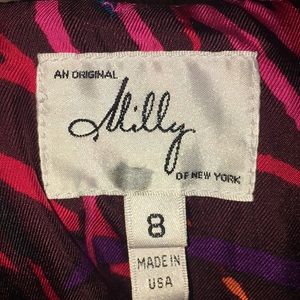 AN ORIGINAL
Milly
OF NEW YORK
8
MADE IN
USA